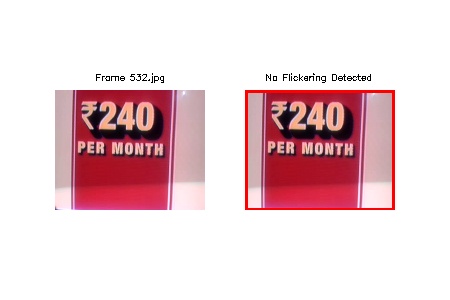 Frame 532.jpg
No Flickering Detected
₹240
PER MONTH
₹240
PER MONTH